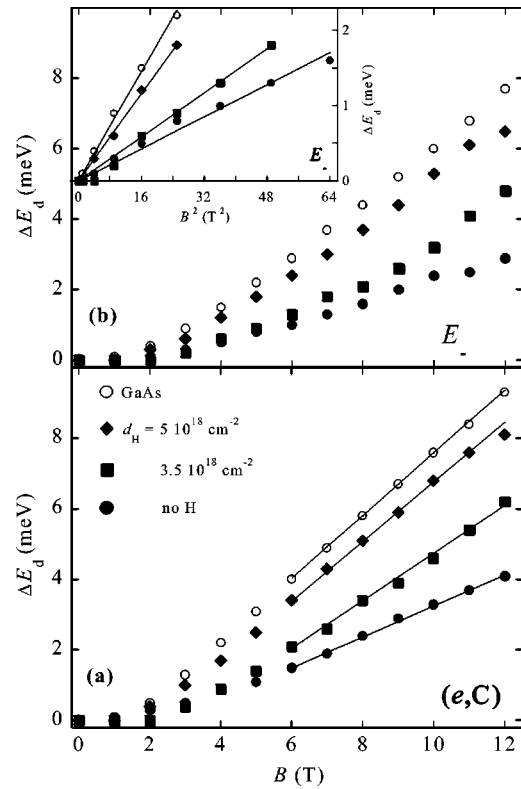 2
1
0
ΔE_d (meV)
E_-
0 16 32 48 64
B² (T²)
8
6
4
2
0
ΔE_d (meV)
(b)
E_-
GaAs
d_H = 5 10^18 cm^-2
3.5 10^18 cm^-2
no H
8
6
4
2
0
ΔE_d (meV)
(a)
(e,C)
0 2 4 6 8 10 12
B (T)